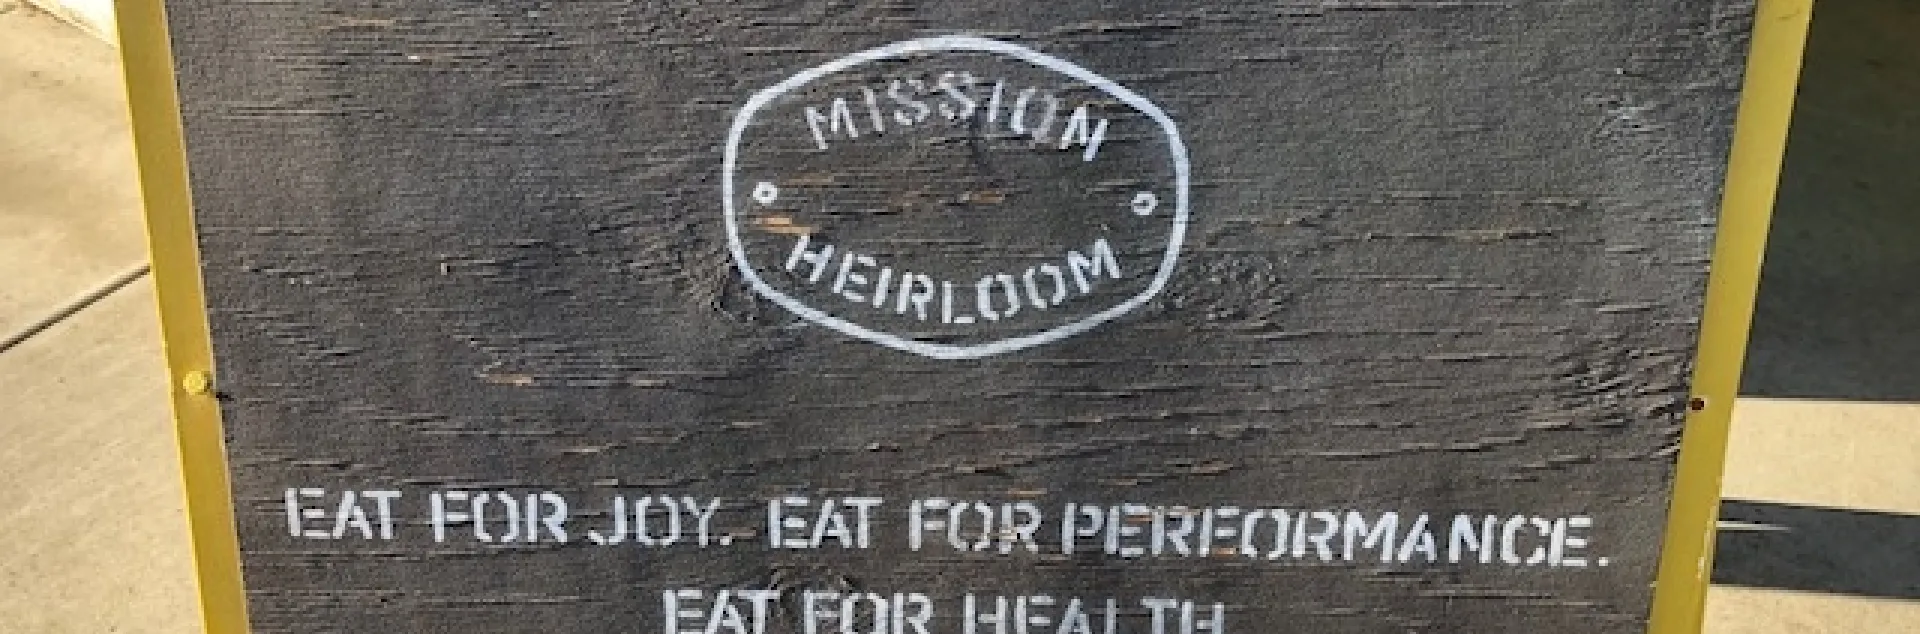 MISSION
HEIRLOOM
EAT FOR JOY. EAT FOR PERFORMANCE.
EAT FOR HEALTH